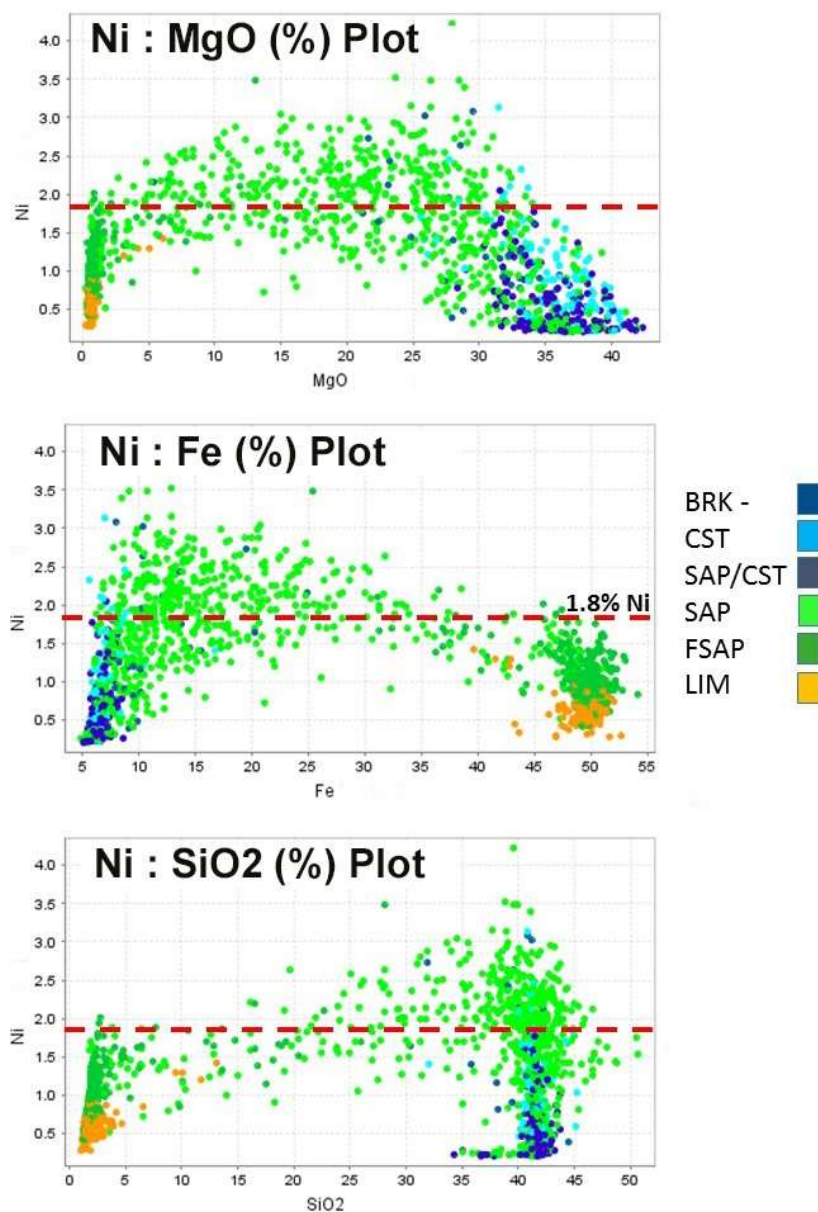 Ni : MgO (%) Plot
4.0
3.5
3.0
2.5
2.0
1.5
1.0
0.5
Ni
0 5 10 15 20 25 30 35 40
MgO
Ni : Fe (%) Plot
4.0
3.5
3.0
2.5
2.0
1.5
1.0
0.5
Ni
1.8% Ni
5 10 15 20 25 30 35 40 45 50 55
Fe
BRK -
CST
SAP/CST
SAP
FSAP
LIM
Ni : SiO2 (%) Plot
4.0
3.5
3.0
2.5
2.0
1.5
1.0
0.5
Ni
0 5 10 15 20 25 30 35 40 45 50
SiO2